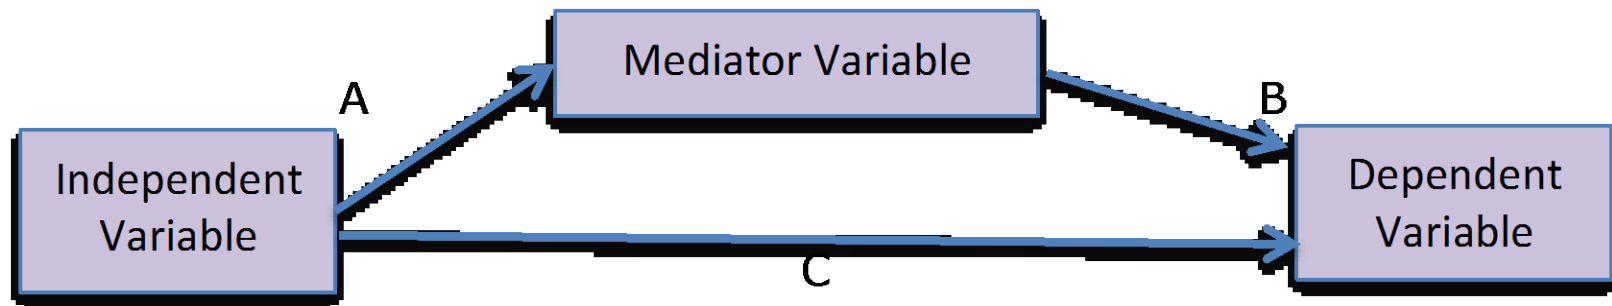 Mediator Variable
A
B
Independent
Variable
Dependent
Variable
C